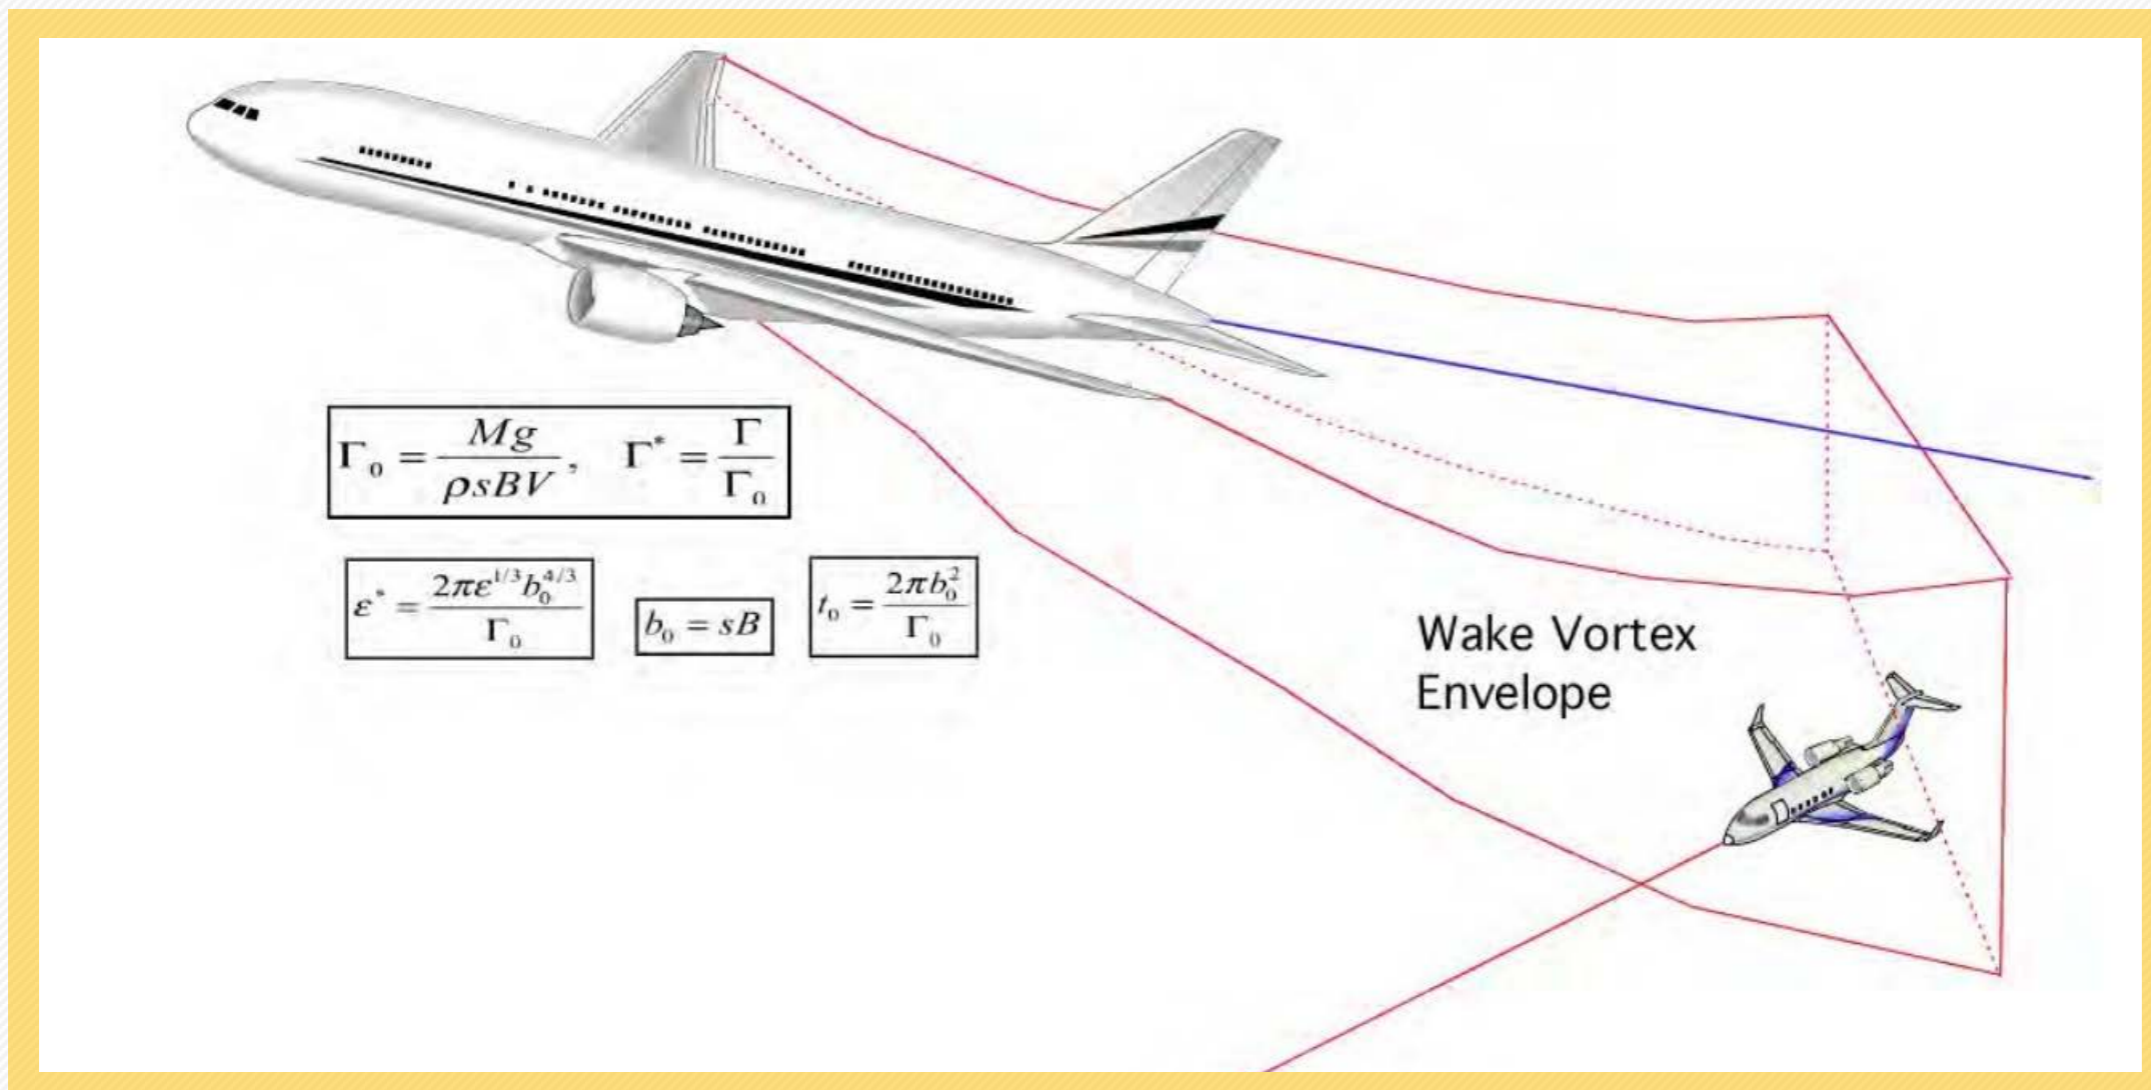 Γ₀ = Mg / ρsBV, Γ* = Γ / Γ₀
ε* = 2πε^{1/3}b₀^{4/3} / Γ₀
b₀ = sB
t₀ = 2πb₀² / Γ₀
Wake Vortex
Envelope